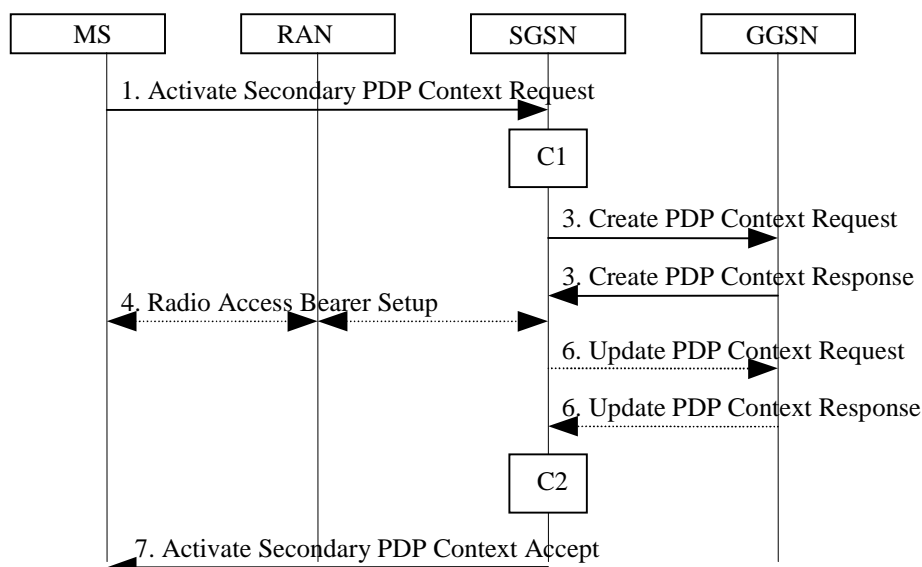 MS RAN SGSN GGSN
1. Activate Secondary PDP Context Request
C1
3. Create PDP Context Request
3. Create PDP Context Response
4. Radio Access Bearer Setup
6. Update PDP Context Request
6. Update PDP Context Response
C2
7. Activate Secondary PDP Context Accept